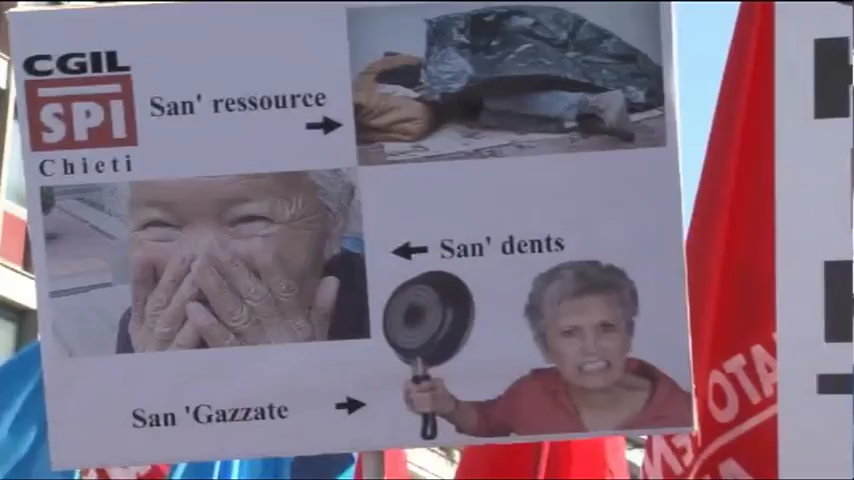 CGIL
SPI
Chieti
San' ressource
San' dents
San 'Gazzate